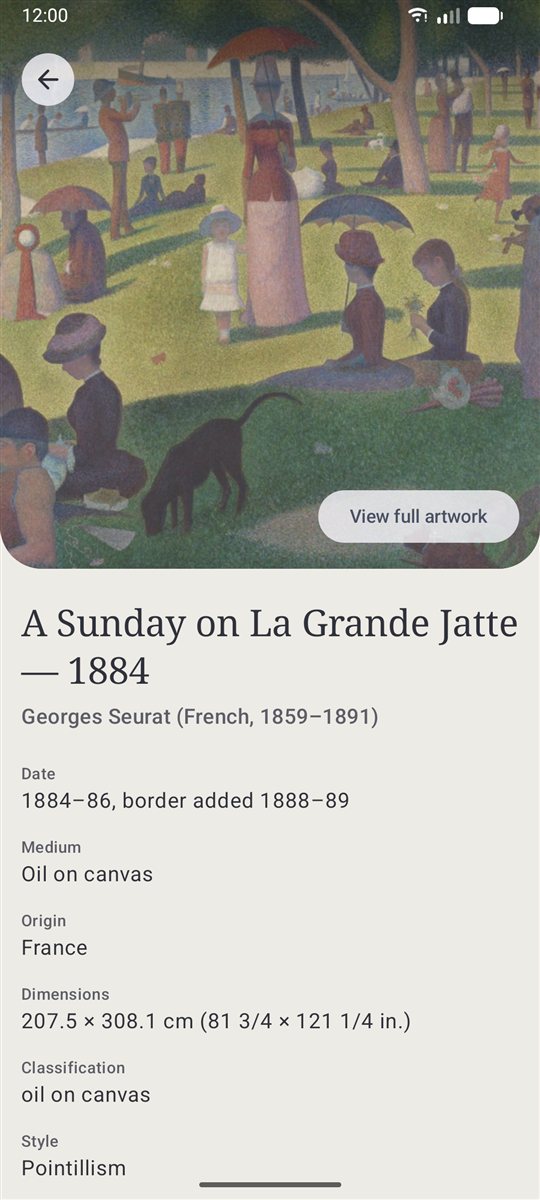 12:00
View full artwork
A Sunday on La Grande Jatte
— 1884
Georges Seurat (French, 1859–1891)
Date
1884–86, border added 1888–89
Medium
Oil on canvas
Origin
France
Dimensions
207.5 × 308.1 cm (81 3/4 × 121 1/4 in.)
Classification
oil on canvas
Style
Pointillism